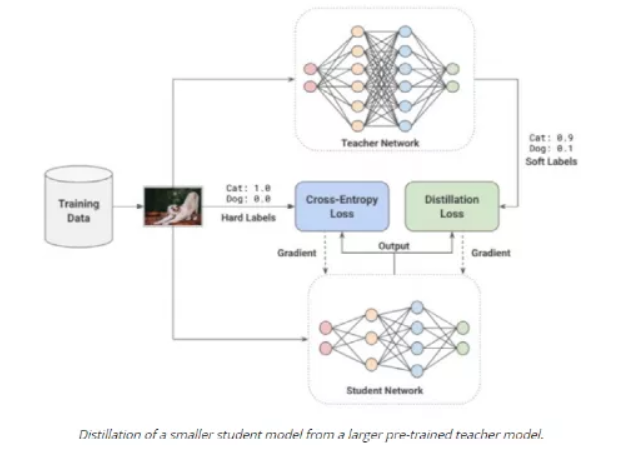 Teacher Network
Cat: 0.9
Dog: 0.1
Soft Labels
Training
Data
Cat: 1.0
Dog: 0.0
Hard Labels
Cross-Entropy
Loss
Distillation
Loss
Gradient
Output
Gradient
Student Network
Distillation of a smaller student model from a larger pre-trained teacher model.